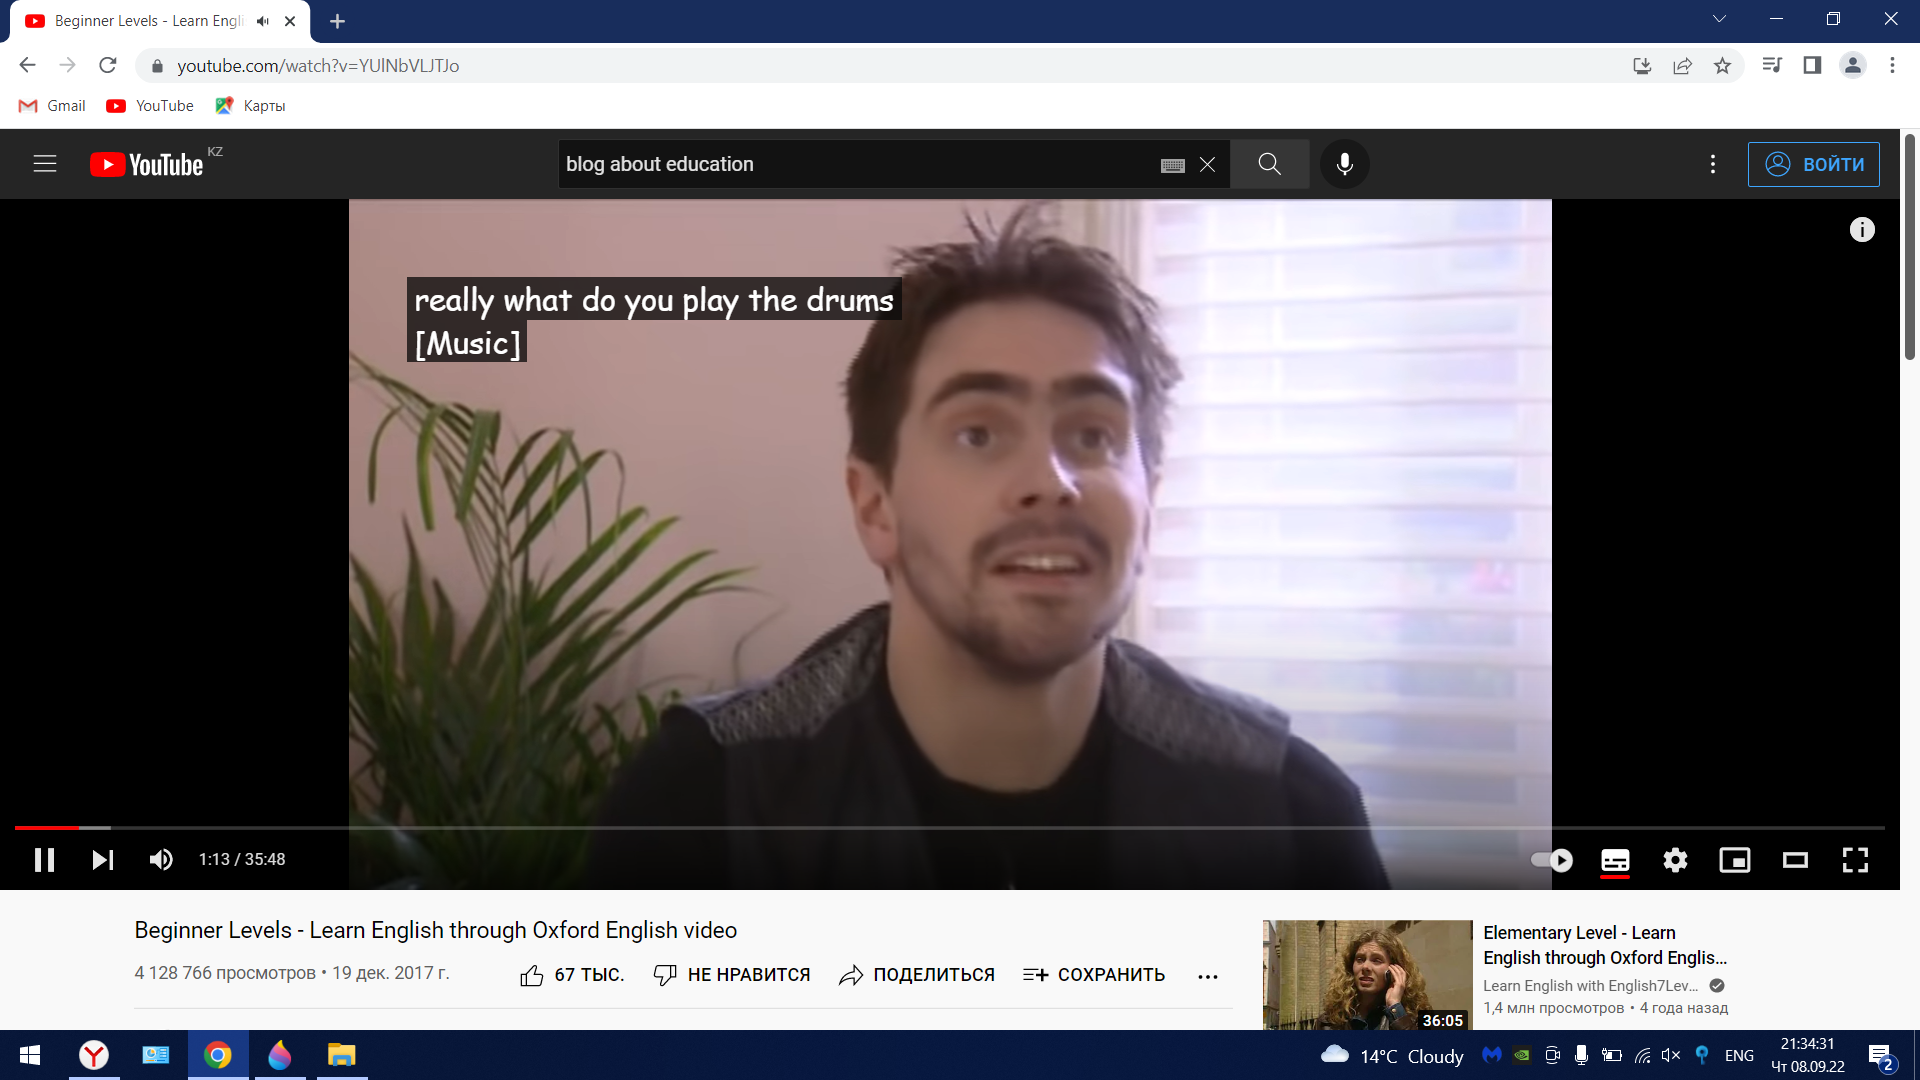 Beginner Levels - Learn Engli
youtube.com/watch?v=YUlNbVLJTJo
Gmail YouTube Карты
YouTube KZ
blog about education
ВОЙТИ
really what do you play the drums
[Music]
1:13 / 35:48
Beginner Levels - Learn English through Oxford English video
4 128 766 просмотров • 19 дек. 2017 г.
67 ТЫС. НЕ НРАВИТСЯ ПОДЕЛИТЬСЯ СОХРАНИТЬ
36:05
Elementary Level - Learn
English through Oxford Englis...
Learn English with English7Lev...
1,4 млн просмотров • 4 года назад
14°C Cloudy
ENG
21:34:31
Чт 08.09.22
2